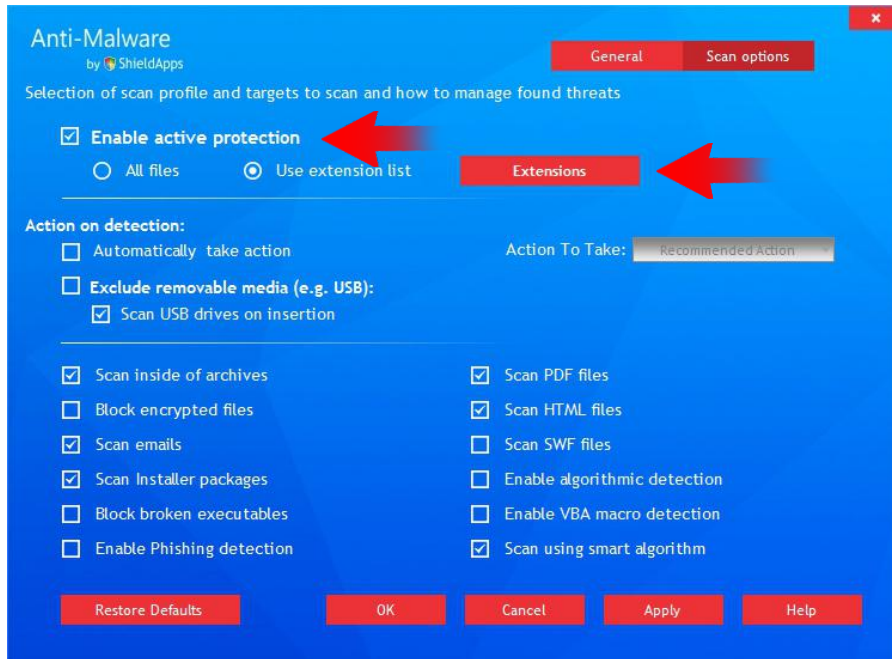 Anti-Malware
by ShieldApps
General Scan options
Selection of scan profile and targets to scan and how to manage found threats
Enable active protection
All files Use extension list Extensions
Action on detection:
Automatically take action Action To Take: Recommended Action
Exclude removable media (e.g. USB):
Scan USB drives on insertion
Scan inside of archives Scan PDF files
Block encrypted files Scan HTML files
Scan emails Scan SWF files
Scan Installer packages Enable algorithmic detection
Block broken executables Enable VBA macro detection
Enable Phishing detection Scan using smart algorithm
Restore Defaults OK Cancel Apply Help